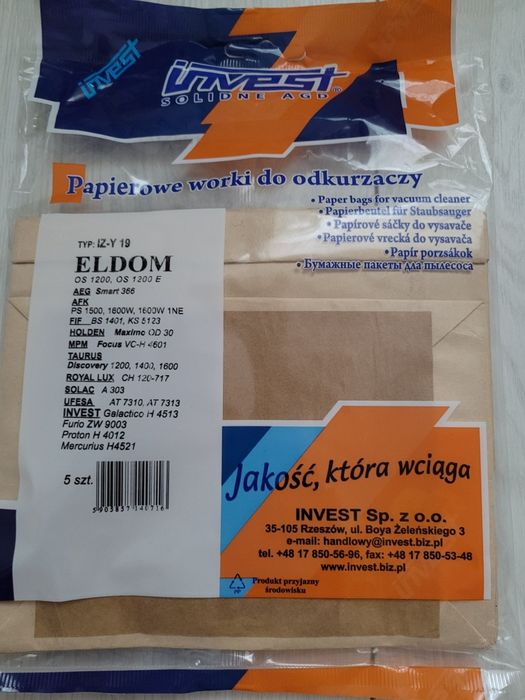 invest
invest®
SOLIDNE AGD
Papierowe worki do odkurzaczy
• Paper bags for vacuum cleaner
• Papierbeutel für Staubsauger
• Papírové sáčky do vysavače
• Papierové vrecká do vysavača
• Papír porzsákok
• Бумажные пакеты для пылесоса
TYP: IZ-Y 19
ELDOM
OS 1200, OS 1200 E
AEG Smart 366
AFK
PS 1500, 1600W, 1600W 1NE
FIF BS 1401, KS 5123
HOLDEN Maximo OD 30
MPM Focus VC-H 4601
TAURUS
Discovery 1200, 1400, 1600
ROYAL LUX CH 120-717
SOLAC A 303
UFESA AT 7310, AT 7313
INVEST Galactico H 4513
Furio ZW 9003
Proton H 4012
Mercurius H4521
5 szt.
5903857140716
Jakość, która wciąga
INVEST Sp. z o.o.
35-105 Rzeszów, ul. Boya Żeleńskiego 3
e-mail: handlowy@invest.biz.pl
tel. +48 17 850-56-96, fax: +48 17 850-53-48
www.invest.biz.pl
PP
Produkt przyjazny
środowisku